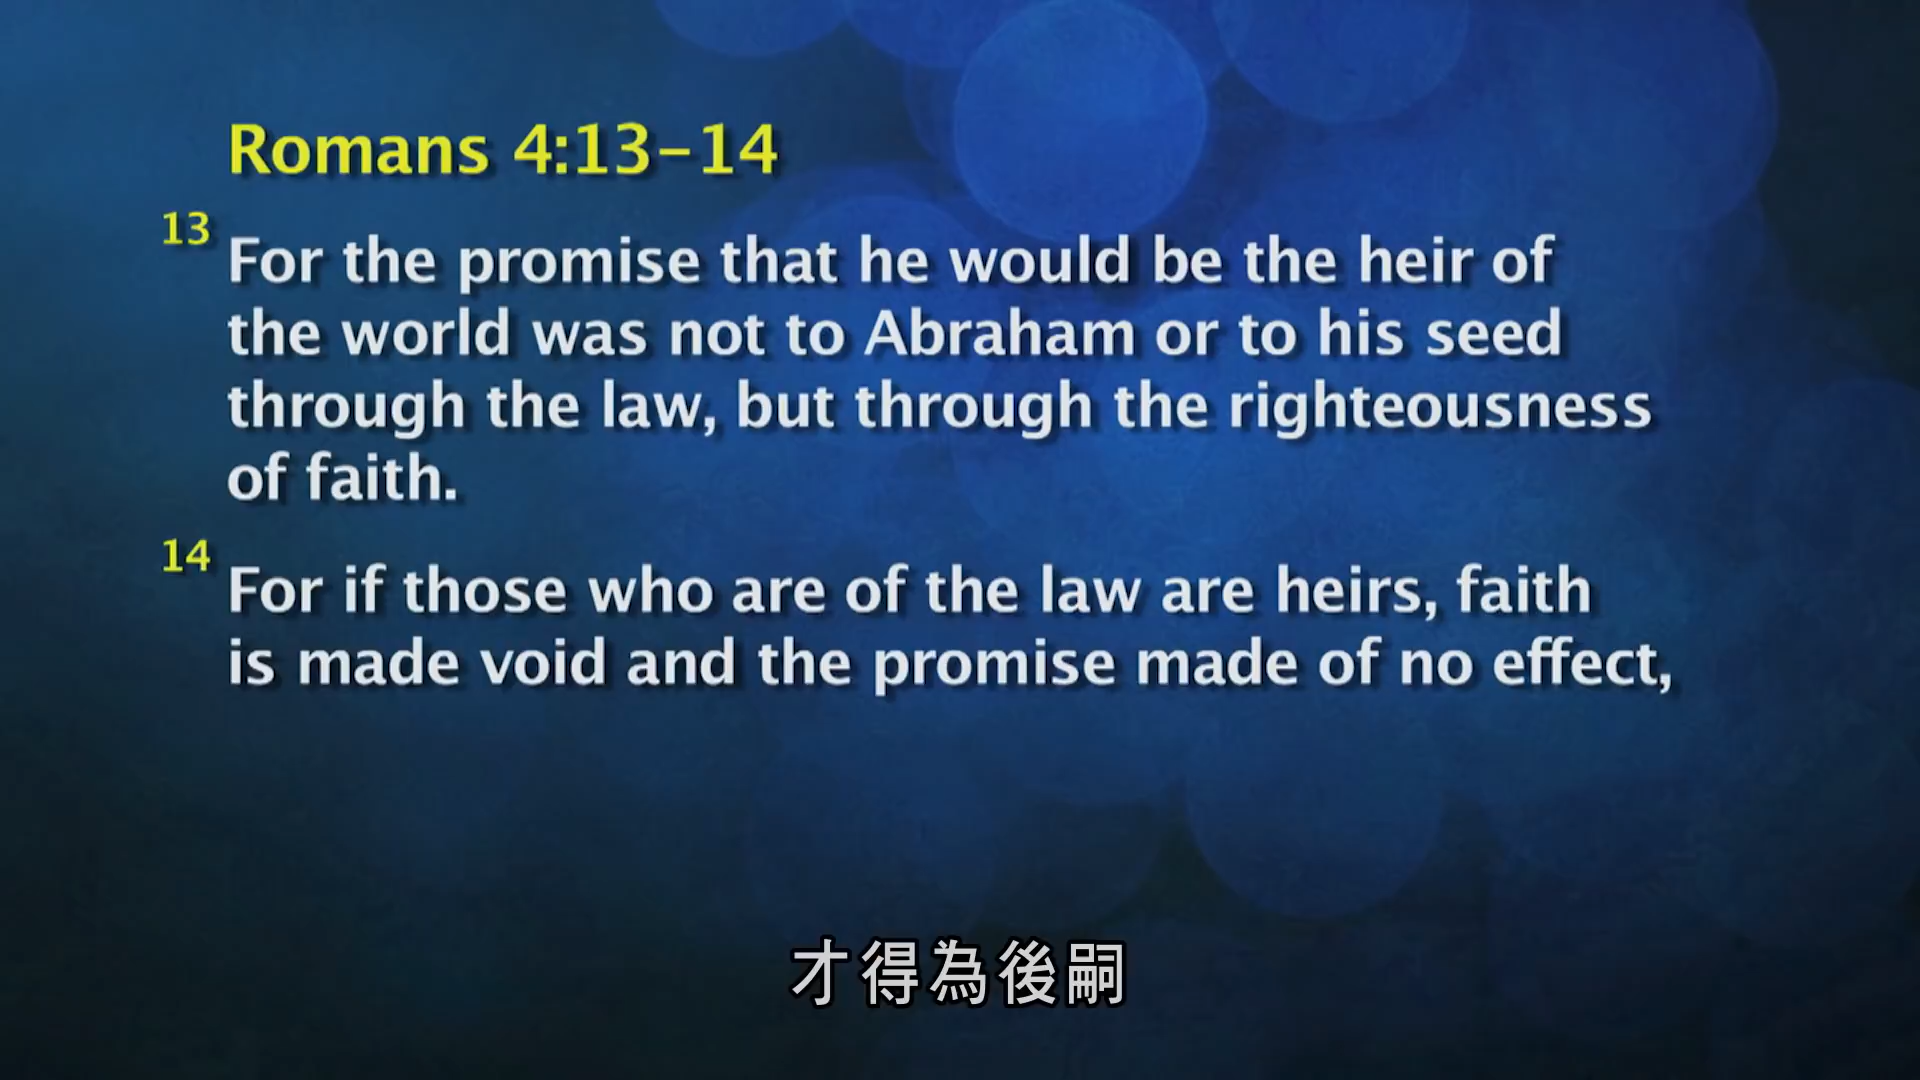 Romans 4:13–14
13 For the promise that he would be the heir of
the world was not to Abraham or to his seed
through the law, but through the righteousness
of faith.
14 For if those who are of the law are heirs, faith
is made void and the promise made of no effect,
才得為後嗣